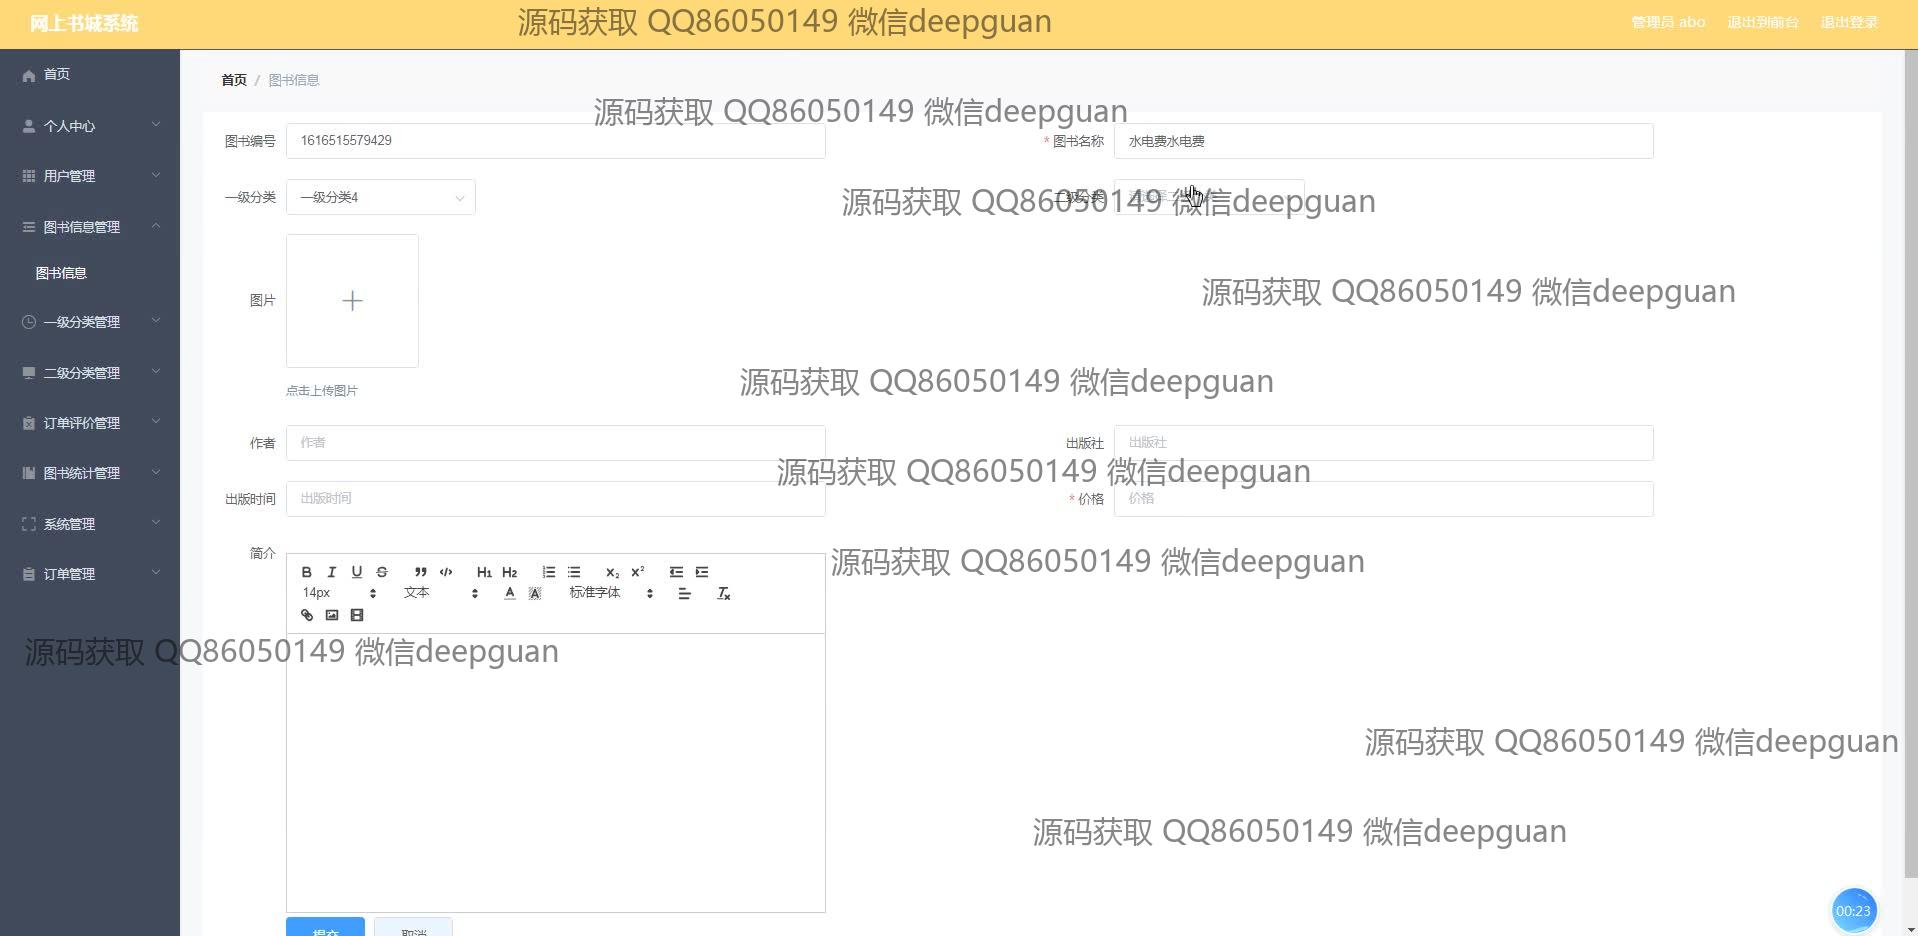 网上书城系统
源码获取 QQ86050149 微信deepguan
管理员 abo 退出到前台 退出登录
首页
个人中心
用户管理
图书信息管理
图书信息
一级分类管理
二级分类管理
订单评价管理
图书统计管理
系统管理
订单管理
首页 / 图书信息
源码获取 QQ86050149 微信deepguan
图书编号 1616515579429 * 图书名称 水电费水电费
一级分类 一级分类4 二级分类
源码获取 QQ86050149 微信deepguan
源码获取 QQ86050149 微信deepguan
图片
点击上传图片
源码获取 QQ86050149 微信deepguan
作者 作者 出版社 出版社
源码获取 QQ86050149 微信deepguan
出版时间 出版时间 * 价格 价格
简介
源码获取 QQ86050149 微信deepguan
B I U S H1 H2 X2 X2
14px 文本 A A 标准字体 Tx
源码获取 QQ86050149 微信deepguan
源码获取 QQ86050149 微信deepguan
源码获取 QQ86050149 微信deepguan
00:23
提交 取消